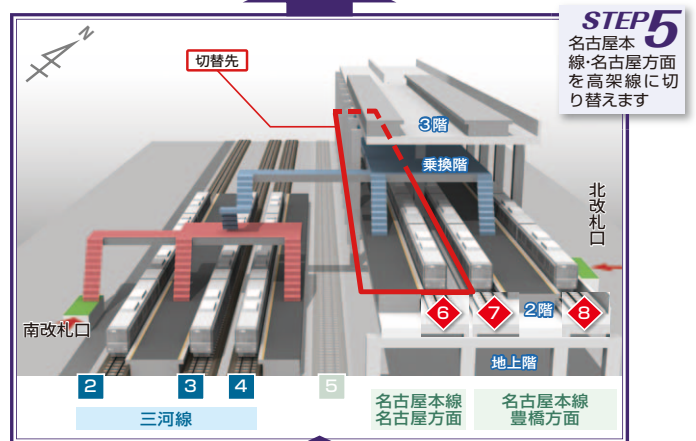 STEP5
名古屋本
線・名古屋方面
を高架線に切
り替えます
N
切替先
3階
乗換階
北改札口
南改札口
6
7
2階
8
地上階
2
3
4
5
三河線
名古屋本線
名古屋方面
名古屋本線
豊橋方面